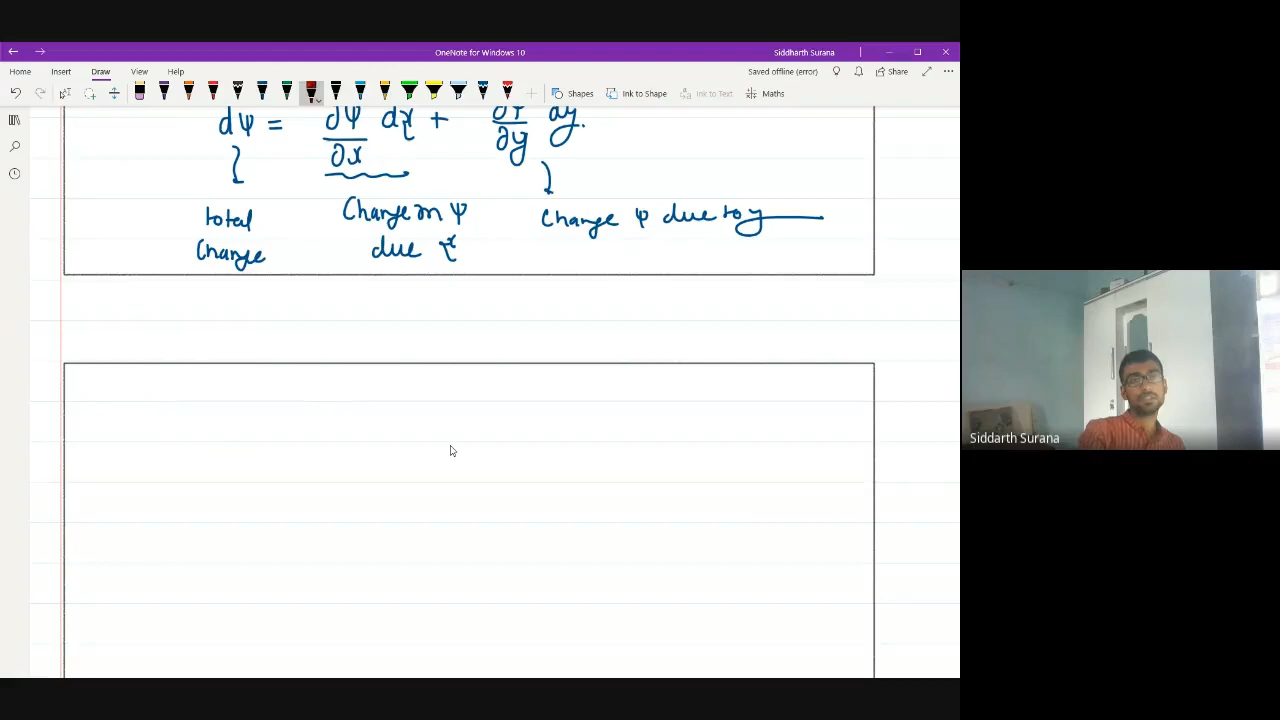 OneNote for Windows 10
Siddharth Surana
Home Insert Draw View Help
Saved offline (error) Share
Shapes Ink to Shape Ink to Text Maths
dψ = ∂ψ/∂x dx + ∂ψ/∂y dy.
total Change in ψ Change ψ due to y
Change due x
Siddarth Surana